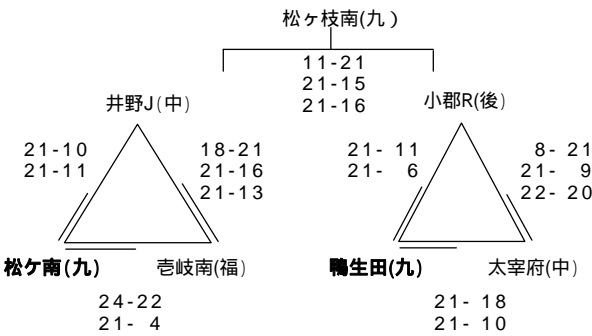 松ヶ枝南(九)
11-21
21-15
21-16
井野J(中)
小郡R(後)
21-10
21-11
18-21
21-16
21-13
21- 11
21- 6
8- 21
21- 9
22- 20
松ケ南(九)
壱岐南(福)
鴨生田(九)
太宰府(中)
24-22
21- 4
21- 18
21- 10